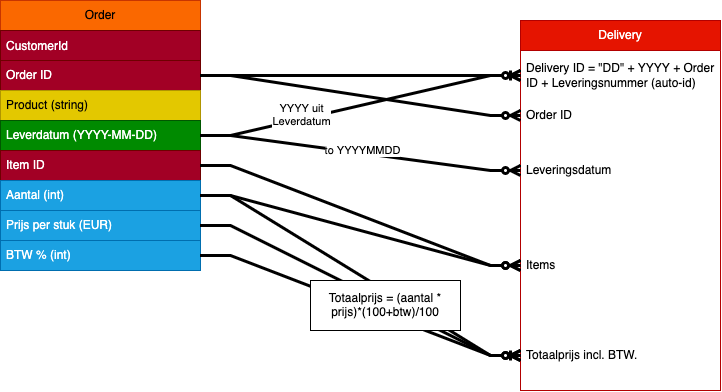 Order
CustomerId
Order ID
Product (string)
Leverdatum (YYYY-MM-DD)
Item ID
Aantal (int)
Prijs per stuk (EUR)
BTW % (int)
YYYY uit
Leverdatum
to YYYYMMDD
Totaalprijs = (aantal *
prijs)*(100+btw)/100
Delivery
Delivery ID = "DD" + YYYY + Order
ID + Leveringsnummer (auto-id)
Order ID
Leveringsdatum
Items
Totaalprijs incl. BTW.